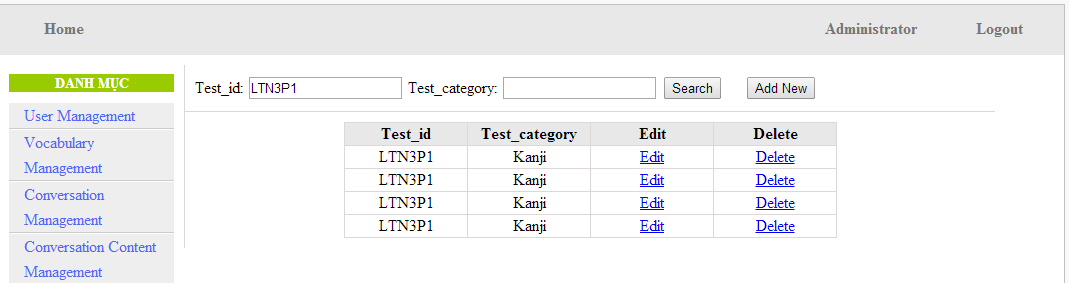 Home Administrator Logout
DANH MỤC
User Management
Vocabulary
Management
Conversation
Management
Conversation Content
Management
Test_id: LTN3P1 Test_category: Search Add New
Test_id Test_category Edit Delete
LTN3P1 Kanji Edit Delete
LTN3P1 Kanji Edit Delete
LTN3P1 Kanji Edit Delete
LTN3P1 Kanji Edit Delete